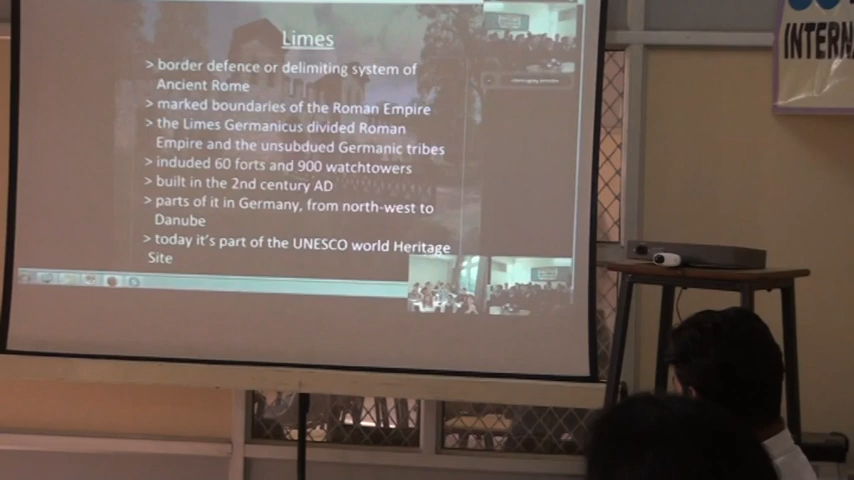 Limes
> border defence or delimiting system of
Ancient Rome
> marked boundaries of the Roman Empire
> the Limes Germanicus divided Roman
Empire and the unsubdued Germanic tribes
> induded 60 forts and 900 watchtowers
> built in the 2nd century AD
> parts of it in Germany, from north-west to
Danube
> today it's part of the UNESCO world Heritage
Site
INTERN